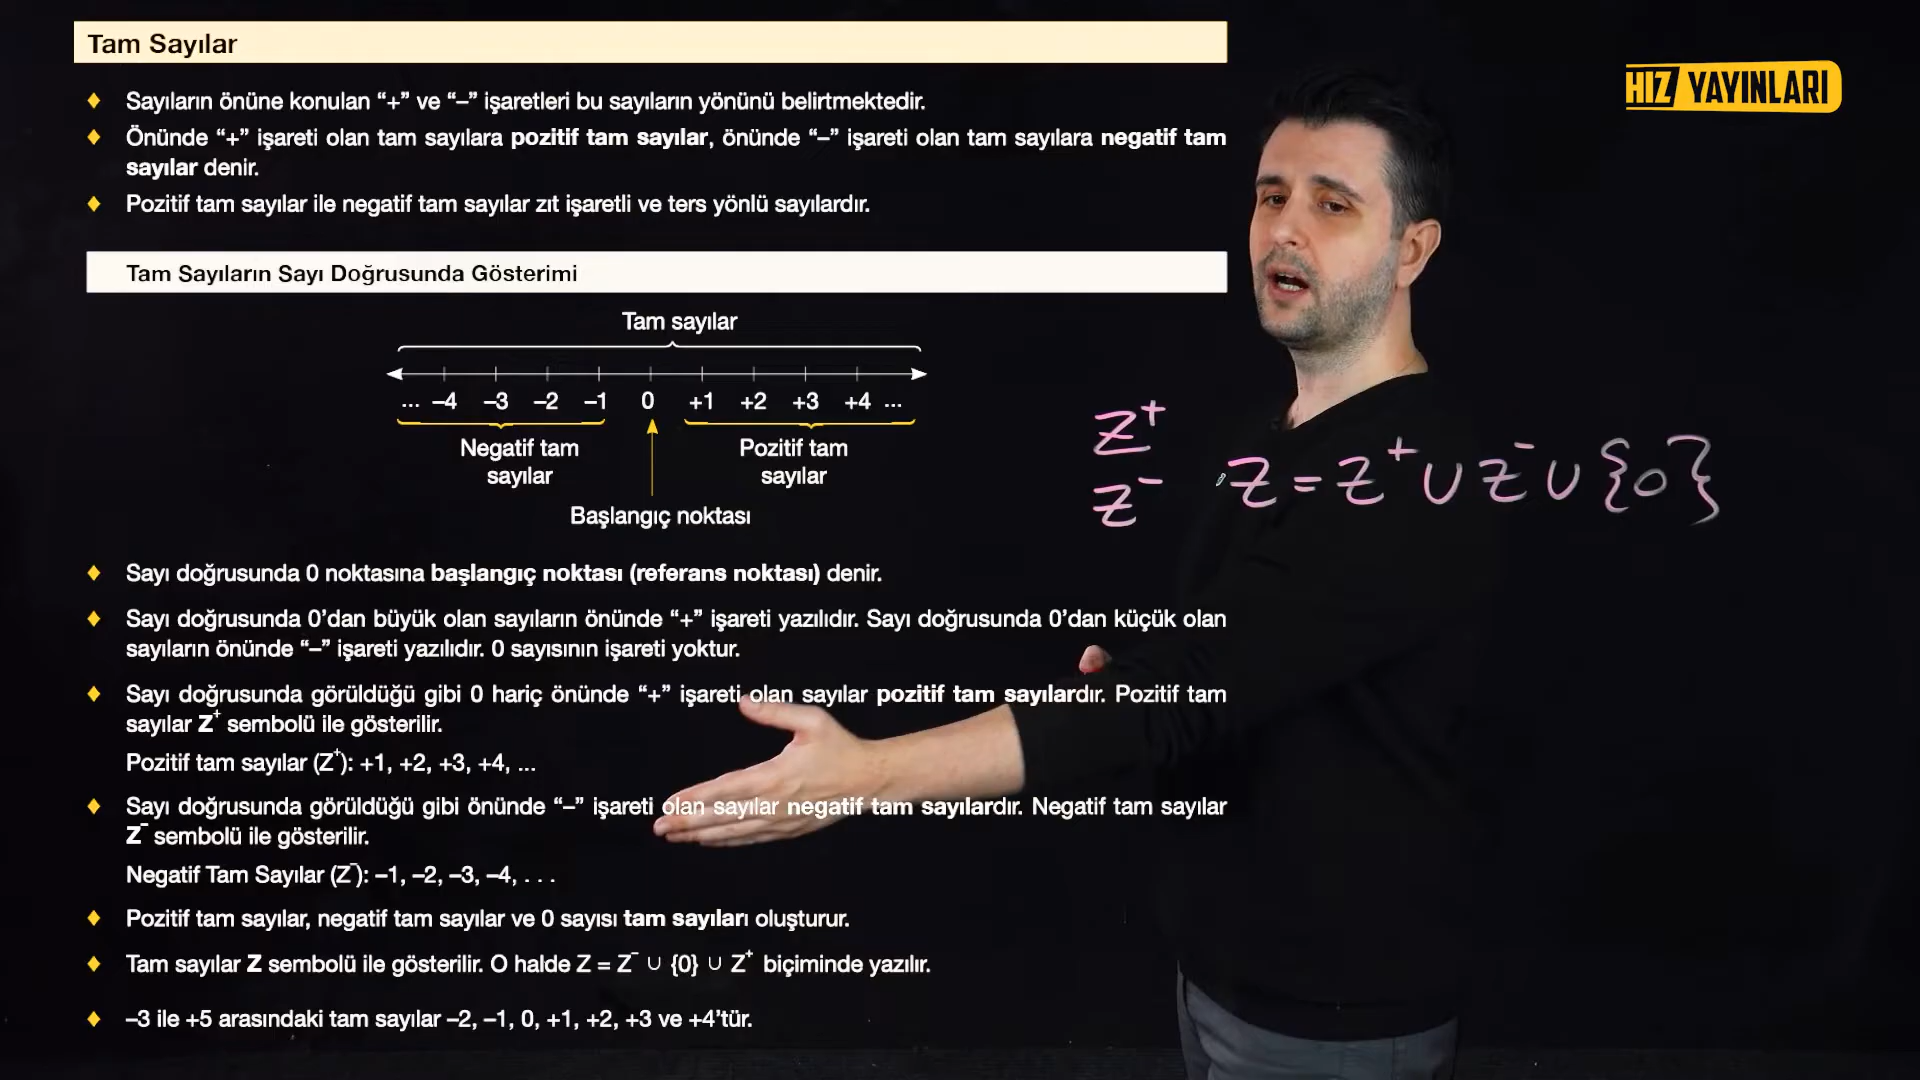 Tam Sayılar
HIZ YAYINLARI
Sayıların önüne konulan “+” ve “–” işaretleri bu sayıların yönünü belirtmektedir.
Önünde “+” işareti olan tam sayılara pozitif tam sayılar, önünde “–” işareti olan tam sayılara negatif tam
sayılar denir.
Pozitif tam sayılar ile negatif tam sayılar zıt işaretli ve ters yönlü sayılardır.
Tam Sayıların Sayı Doğrusunda Gösterimi
Tam sayılar
... –4 –3 –2 –1 0 +1 +2 +3 +4 ...
Negatif tam
sayılar
Pozitif tam
sayılar
Başlangıç noktası
Z⁺
Z⁻
Z = Z⁺ ∪ Z⁻ ∪ {0}
Sayı doğrusunda 0 noktasına başlangıç noktası (referans noktası) denir.
Sayı doğrusunda 0’dan büyük olan sayıların önünde “+” işareti yazılıdır. Sayı doğrusunda 0’dan küçük olan
sayıların önünde “–” işareti yazılıdır. 0 sayısının işareti yoktur.
Sayı doğrusunda görüldüğü gibi 0 hariç önünde “+” işareti olan sayılar pozitif tam sayılardır. Pozitif tam
sayılar Z⁺ sembolü ile gösterilir.
Pozitif tam sayılar (Z⁺): +1, +2, +3, +4, ...
Sayı doğrusunda görüldüğü gibi önünde “–” işareti olan sayılar negatif tam sayılardır. Negatif tam sayılar
Z⁻ sembolü ile gösterilir.
Negatif Tam Sayılar (Z⁻): –1, –2, –3, –4, . . .
Pozitif tam sayılar, negatif tam sayılar ve 0 sayısı tam sayıları oluşturur.
Tam sayılar Z sembolü ile gösterilir. O halde Z = Z⁻ ∪ {0} ∪ Z⁺ biçiminde yazılır.
–3 ile +5 arasındaki tam sayılar –2, –1, 0, +1, +2, +3 ve +4’tür.